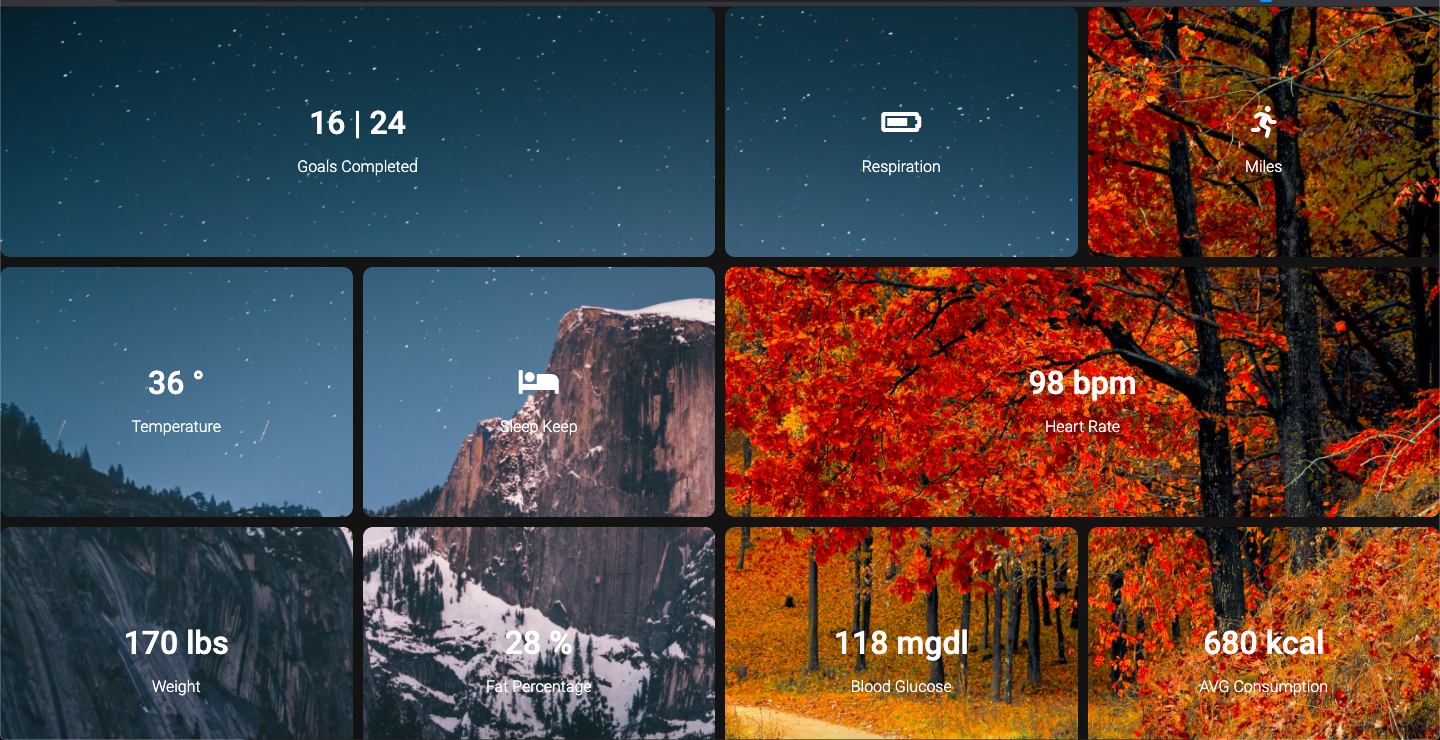 16 | 24
Goals Completed
Respiration
Miles
36 °
Temperature
Sleep Keep
98 bpm
Heart Rate
170 lbs
Weight
28 %
Fat Percentage
118 mgdl
Blood Glucose
680 kcal
AVG Consumption